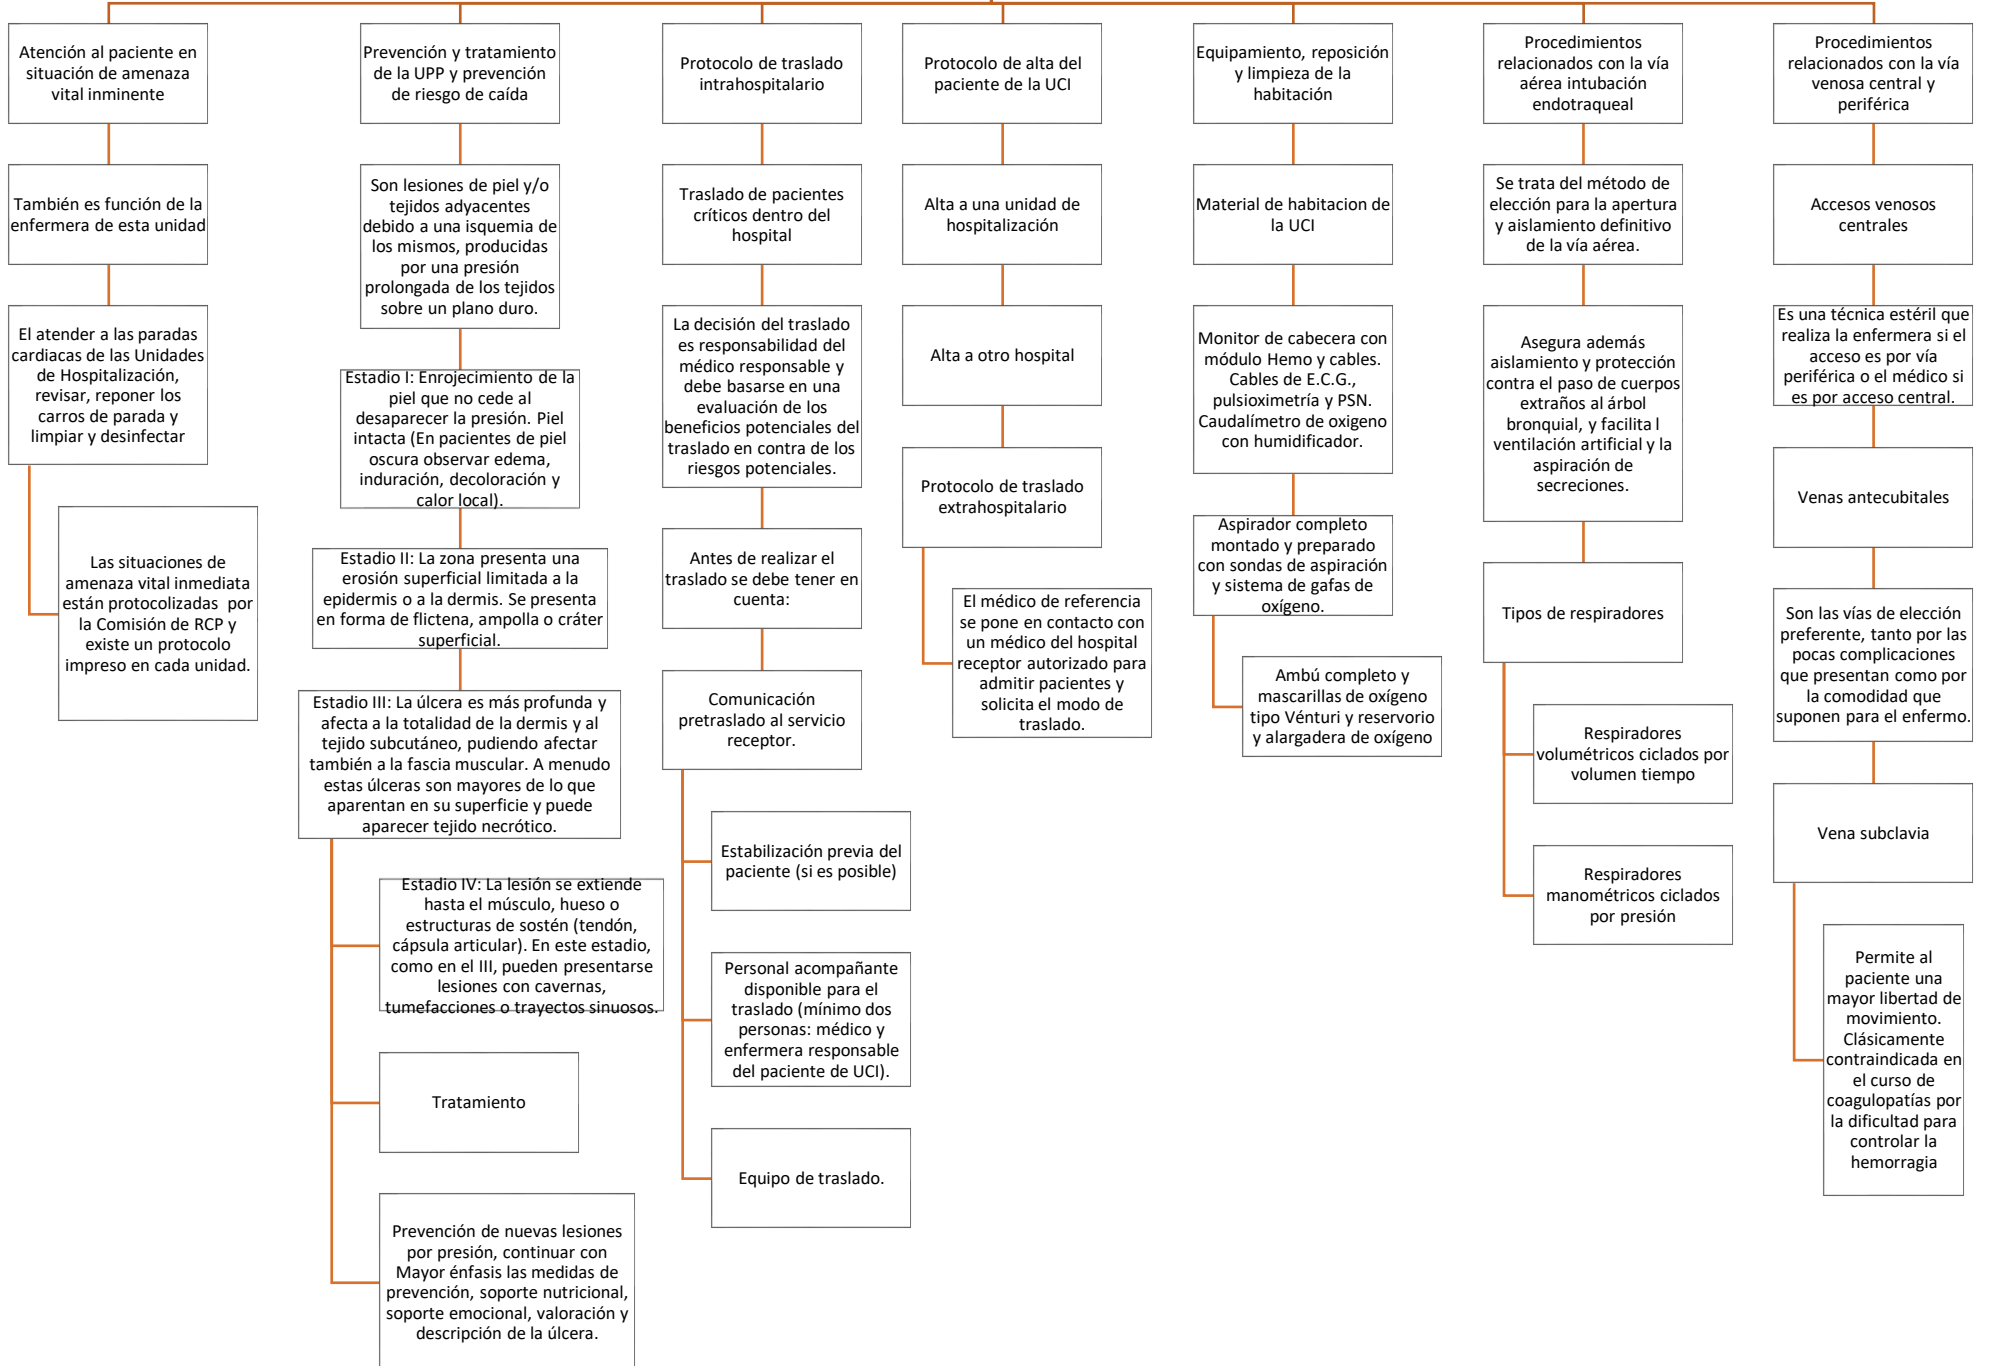 Atención al paciente en
situación de amenaza
vital inminente
También es función de la
enfermera de esta unidad
El atender a las paradas
cardiacas de las Unidades
de Hospitalización,
revisar, reponer los
carros de parada y
limpiar y desinfectar
Las situaciones de
amenaza vital inmediata
están protocolizadas por
la Comisión de RCP y
existe un protocolo
impreso en cada unidad.
Prevención y tratamiento
de la UPP y prevención
de riesgo de caída
Son lesiones de piel y/o
tejidos adyacentes
debido a una isquemia de
los mismos, producidas
por una presión
prolongada de los tejidos
sobre un plano duro.
Estadio I: Enrojecimiento de la
piel que no cede al
desaparecer la presión. Piel
intacta (En pacientes de piel
oscura observar edema,
induración, decoloración y
calor local).
Estadio II: La zona presenta una
erosión superficial limitada a la
epidermis o a la dermis. Se presenta
en forma de flictena, ampolla o cráter
superficial.
Estadio III: La úlcera es más profunda y
afecta a la totalidad de la dermis y al
tejido subcutáneo, pudiendo afectar
también a la fascia muscular. A menudo
estas úlceras son mayores de lo que
aparentan en su superficie y puede
aparecer tejido necrótico.
Estadio IV: La lesión se extiende
hasta el músculo, hueso o
estructuras de sostén (tendón,
cápsula articular). En este estadio,
como en el III, pueden presentarse
lesiones con cavernas,
tumefacciones o trayectos sinuosos.
Tratamiento
Prevención de nuevas lesiones
por presión, continuar con
Mayor énfasis las medidas de
prevención, soporte nutricional,
soporte emocional, valoración y
descripción de la úlcera.
Protocolo de traslado
intrahospitalario
Traslado de pacientes
críticos dentro del
hospital
La decisión del traslado
es responsabilidad del
médico responsable y
debe basarse en una
evaluación de los
beneficios potenciales del
traslado en contra de los
riesgos potenciales.
Antes de realizar el
traslado se debe tener en
cuenta:
Comunicación
pretraslado al servicio
receptor.
Estabilización previa del
paciente (si es posible)
Personal acompañante
disponible para el
traslado (mínimo dos
personas: médico y
enfermera responsable
del paciente de UCI).
Equipo de traslado.
Protocolo de alta del
paciente de la UCI
Alta a una unidad de
hospitalización
Alta a otro hospital
Protocolo de traslado
extrahospitalario
El médico de referencia
se pone en contacto con
un médico del hospital
receptor autorizado para
admitir pacientes y
solicita el modo de
traslado.
Equipamiento, reposición
y limpieza de la
habitación
Material de habitacion de
la UCI
Monitor de cabecera con
módulo Hemo y cables.
Cables de E.C.G.,
pulsioximetría y PSN.
Caudalímetro de oxigeno
con humidificador.
Aspirador completo
montado y preparado
con sondas de aspiración
y sistema de gafas de
oxígeno.
Ambú completo y
mascarillas de oxígeno
tipo Vénturi y reservorio
y alargadera de oxígeno
Procedimientos
relacionados con la vía
aérea intubación
endotraqueal
Se trata del método de
elección para la apertura
y aislamiento definitivo
de la vía aérea.
Asegura además
aislamiento y protección
contra el paso de cuerpos
extraños al árbol
bronquial, y facilita l
ventilación artificial y la
aspiración de
secreciones.
Tipos de respiradores
Respiradores
volumétricos ciclados por
volumen tiempo
Respiradores
manométricos ciclados
por presión
Procedimientos
relacionados con la vía
venosa central y
periférica
Accesos venosos
centrales
Es una técnica estéril que
realiza la enfermera si el
acceso es por vía
periférica o el médico si
es por acceso central.
Venas antecubitales
Son las vías de elección
preferente, tanto por las
pocas complicaciones
que presentan como por
la comodidad que
suponen para el enfermo.
Vena subclavia
Permite al
paciente una
mayor libertad de
movimiento.
Clásicamente
contraindicada en
el curso de
coagulopatías por
la dificultad para
controlar la
hemorragia